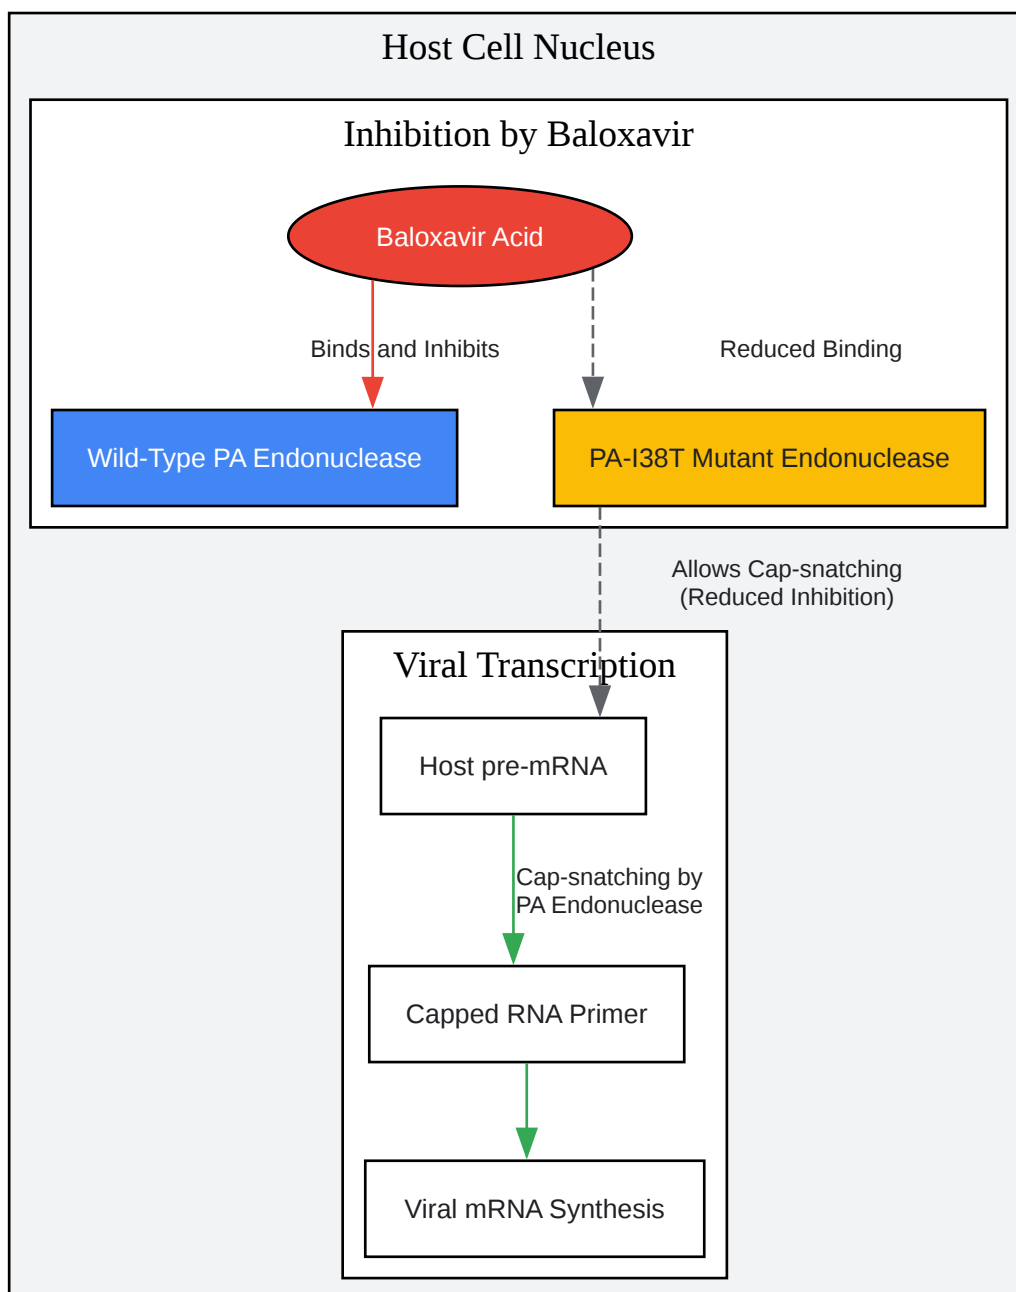 Host Cell Nucleus
Inhibition by Baloxavir
Baloxavir Acid
Binds and Inhibits
Reduced Binding
Wild-Type PA Endonuclease
PA-I38T Mutant Endonuclease
Allows Cap-snatching
(Reduced Inhibition)
Viral Transcription
Host pre-mRNA
Cap-snatching by
PA Endonuclease
Capped RNA Primer
Viral mRNA Synthesis